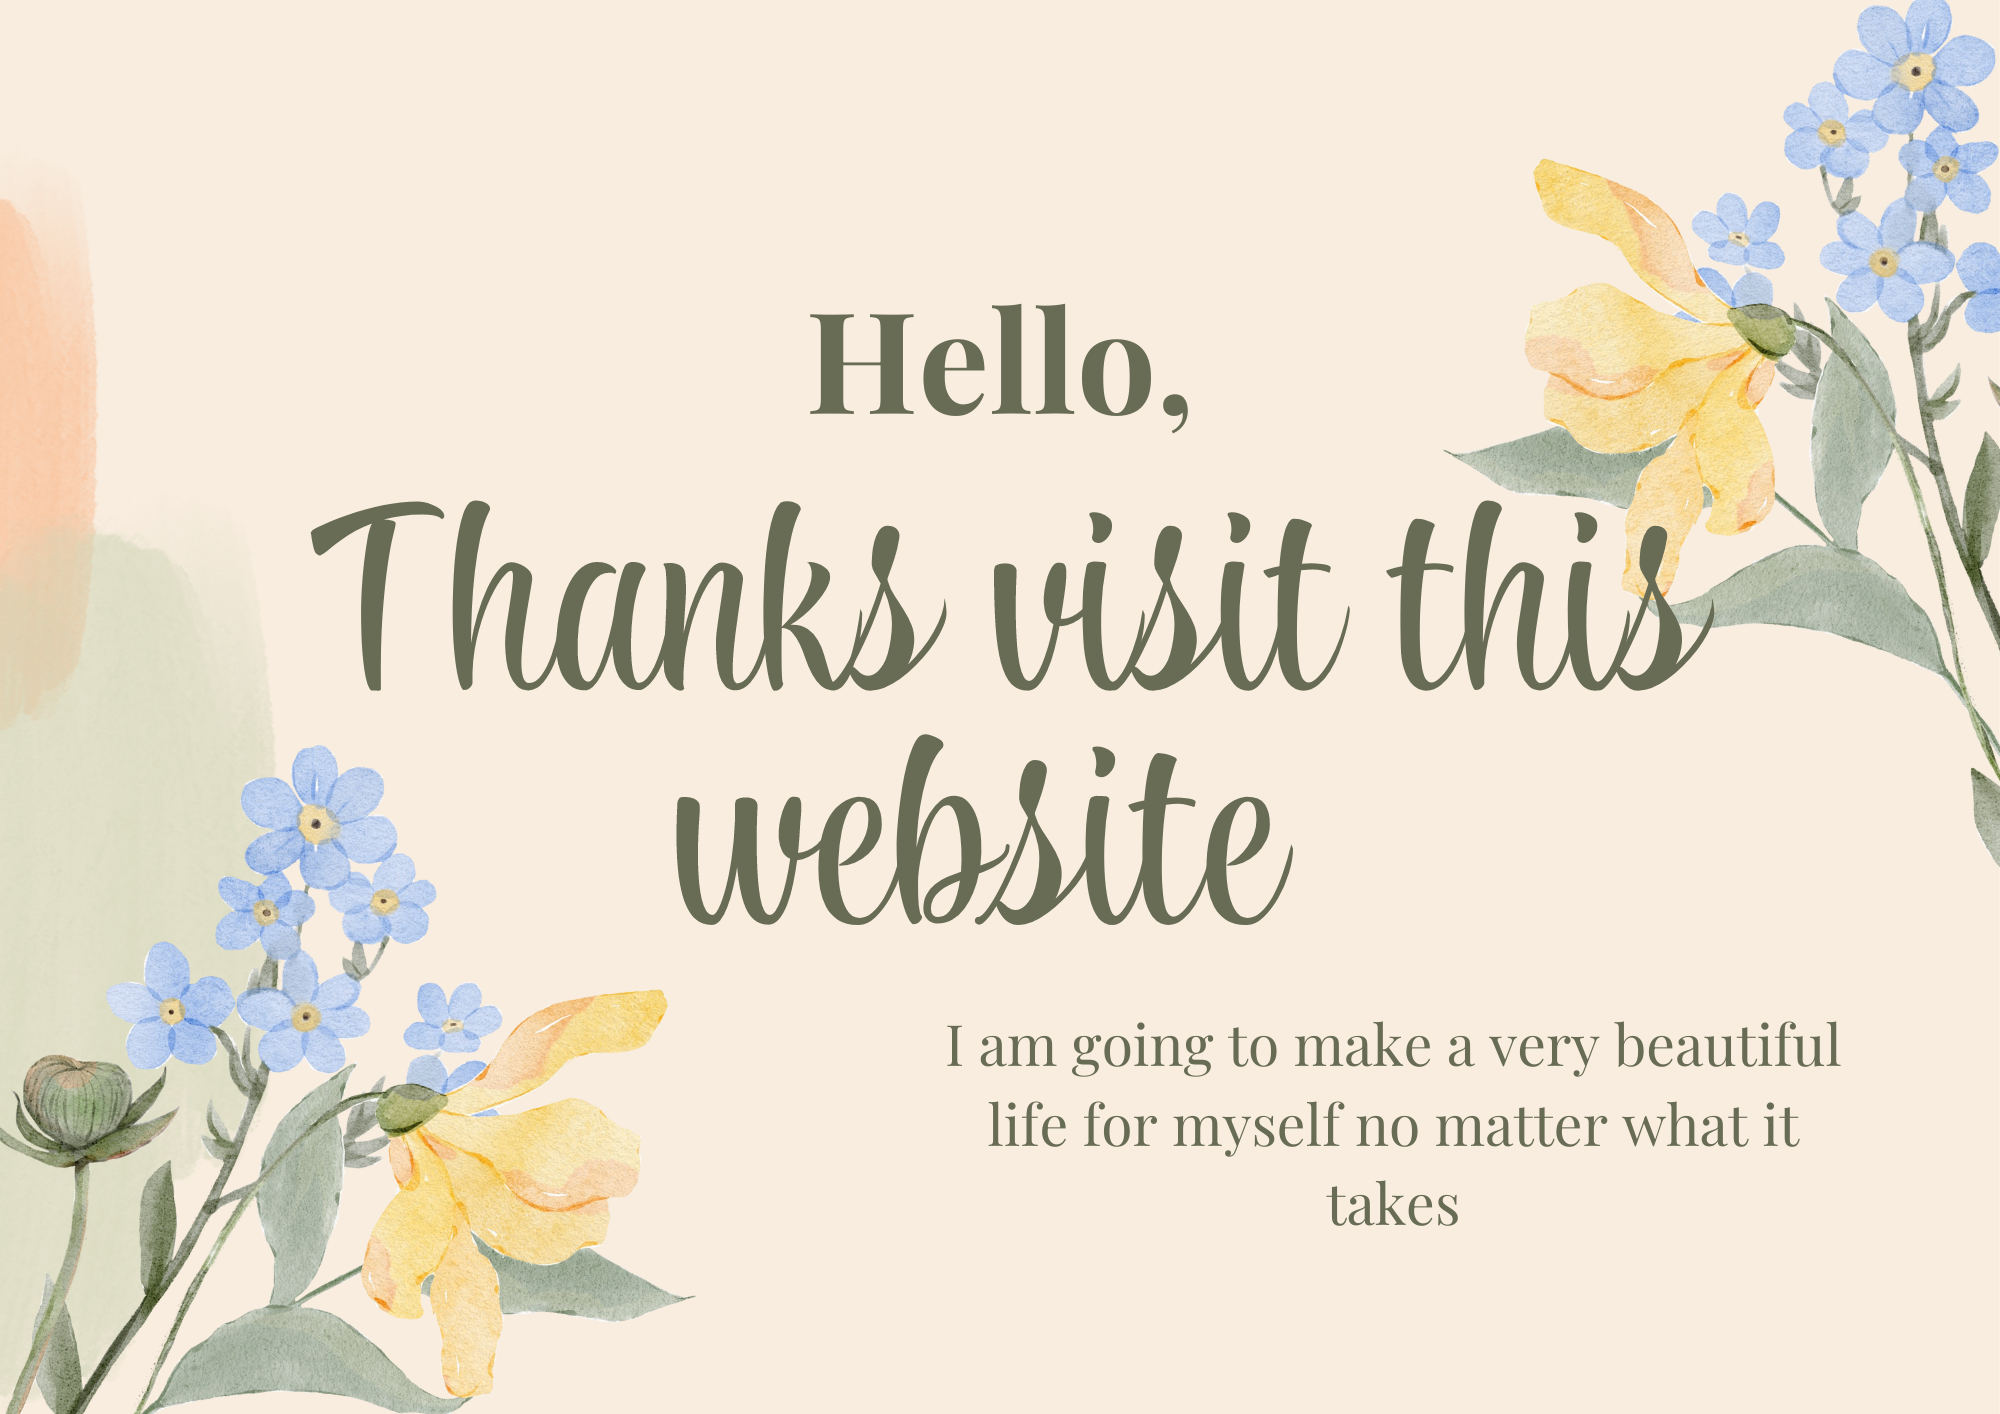 Hello,
Thanks visit this
website
I am going to make a very beautiful
life for myself no matter what it
takes